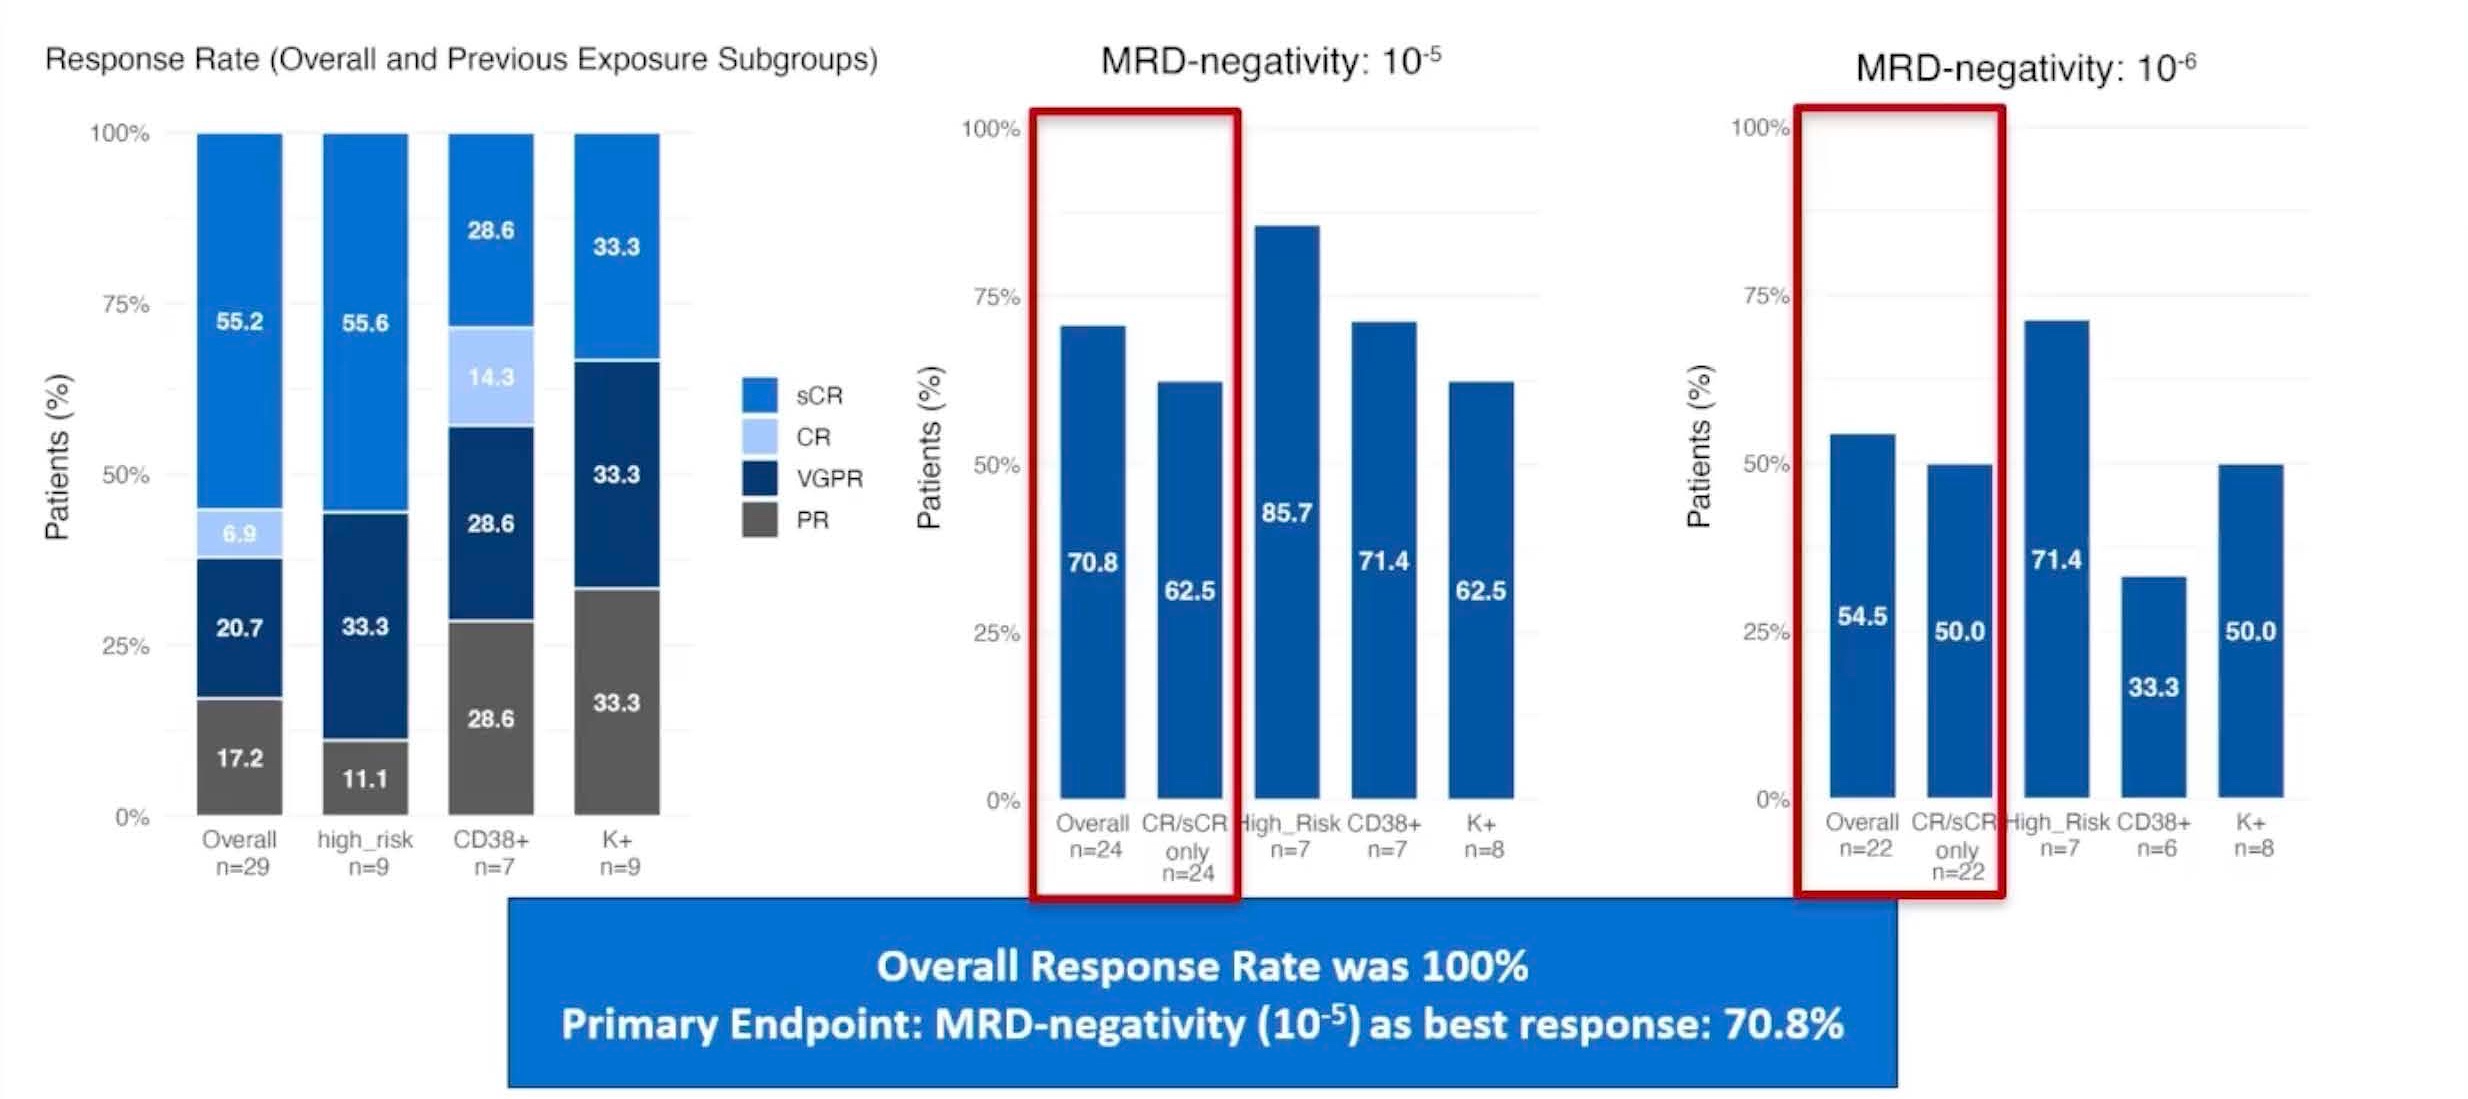 Response Rate (Overall and Previous Exposure Subgroups)
100%
75%
50%
25%
0%
Patients (%)
55.2
6.9
20.7
17.2
55.6
33.3
11.1
28.6
14.3
28.6
28.6
33.3
33.3
33.3
Overall
n=29
high_risk
n=9
CD38+
n=7
K+
n=9
sCR
CR
VGPR
PR
MRD-negativity: 10⁻⁵
100%
75%
50%
25%
0%
Patients (%)
70.8
62.5
85.7
71.4
62.5
Overall
n=24
CR/sCR
only
n=24
High_Risk
n=7
CD38+
n=7
K+
n=8
MRD-negativity: 10⁻⁶
100%
75%
50%
25%
0%
Patients (%)
54.5
50.0
71.4
33.3
50.0
Overall
n=22
CR/sCR
only
n=22
High_Risk
n=7
CD38+
n=6
K+
n=8
Overall Response Rate was 100%
Primary Endpoint: MRD-negativity (10⁻⁵) as best response: 70.8%